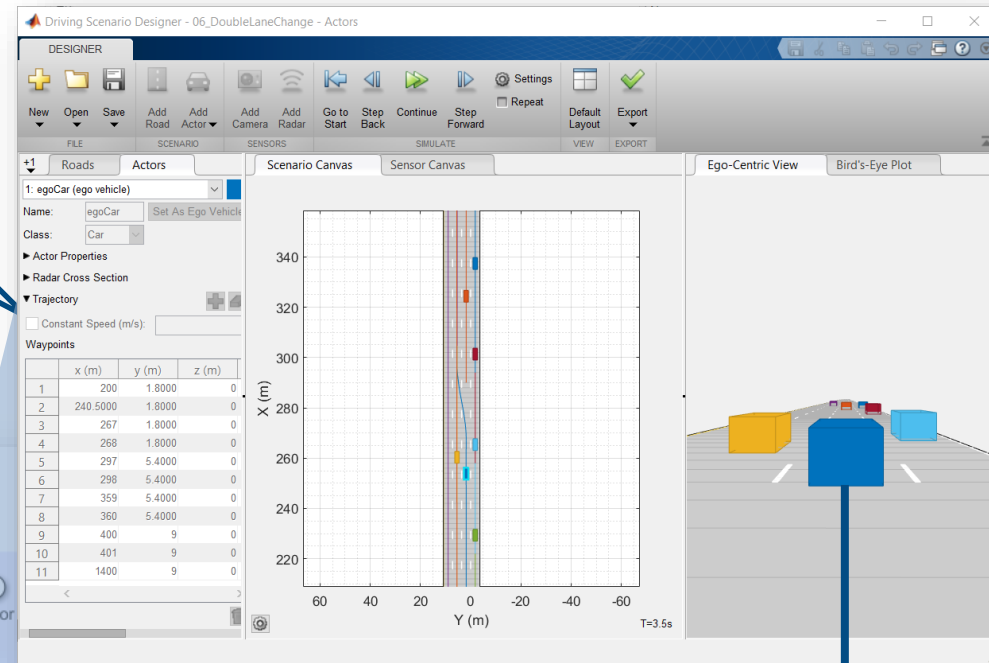 Driving Scenario Designer - 06_DoubleLaneChange - Actors
DESIGNER
New Open Save Add Road Add Actor Add Camera Add Radar Go to Start Step Back Continue Step Forward Settings Repeat Default Layout Export
FILE SCENARIO SENSORS SIMULATE VIEW EXPORT
+1 Roads Actors Scenario Canvas Sensor Canvas Ego-Centric View Bird's-Eye Plot
1: egoCar (ego vehicle)
Name: egoCar Set As Ego Vehicle
Class: Car
Actor Properties
Radar Cross Section
Trajectory
Constant Speed (m/s):
Waypoints
x (m) y (m) z (m)
1 200 1.8000 0
2 240.5000 1.8000 0
3 267 1.8000 0
4 268 1.8000 0
5 297 5.4000 0
6 298 5.4000 0
7 359 5.4000 0
8 360 5.4000 0
9 400 9 0
10 401 9 0
11 1400 9 0
340
320
300
280
260
240
220
X (m)
60 40 20 0 -20 -40 -60
Y (m)
T=3.5s